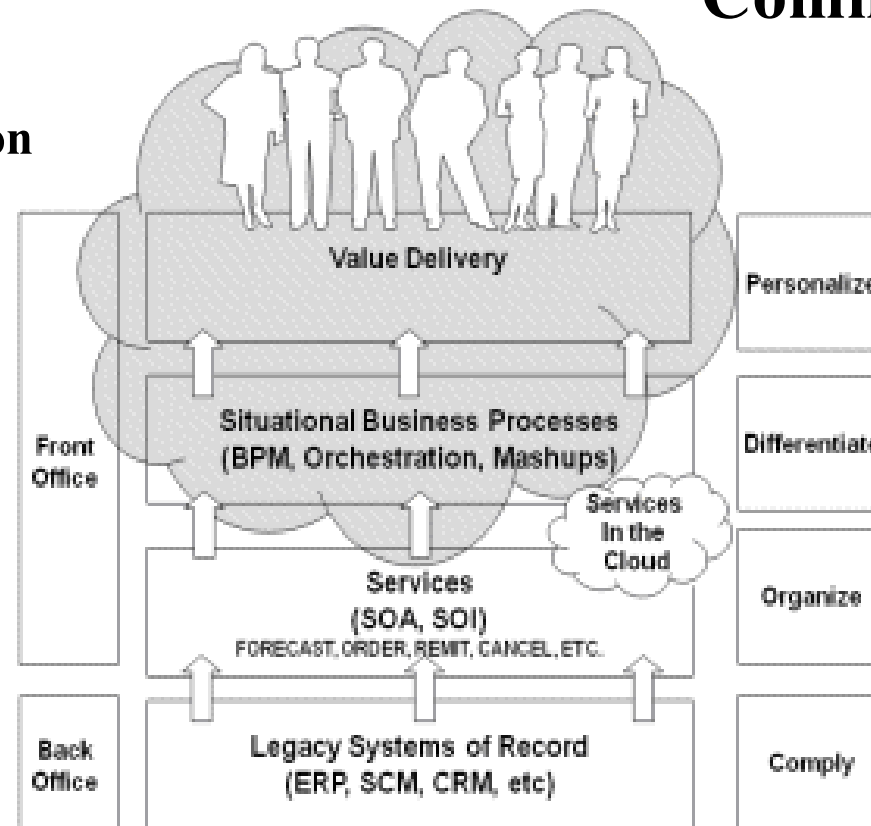 Value Delivery
Personalize
Situational Business Processes
(BPM, Orchestration, Mashups)
Front
Office
Differentiate
Services
In the
Cloud
Services
(SOA, SOI)
FORECAST, ORDER, REMIT, CANCEL, ETC.
Organize
Legacy Systems of Record
(ERP, SCM, CRM, etc)
Back
Office
Comply